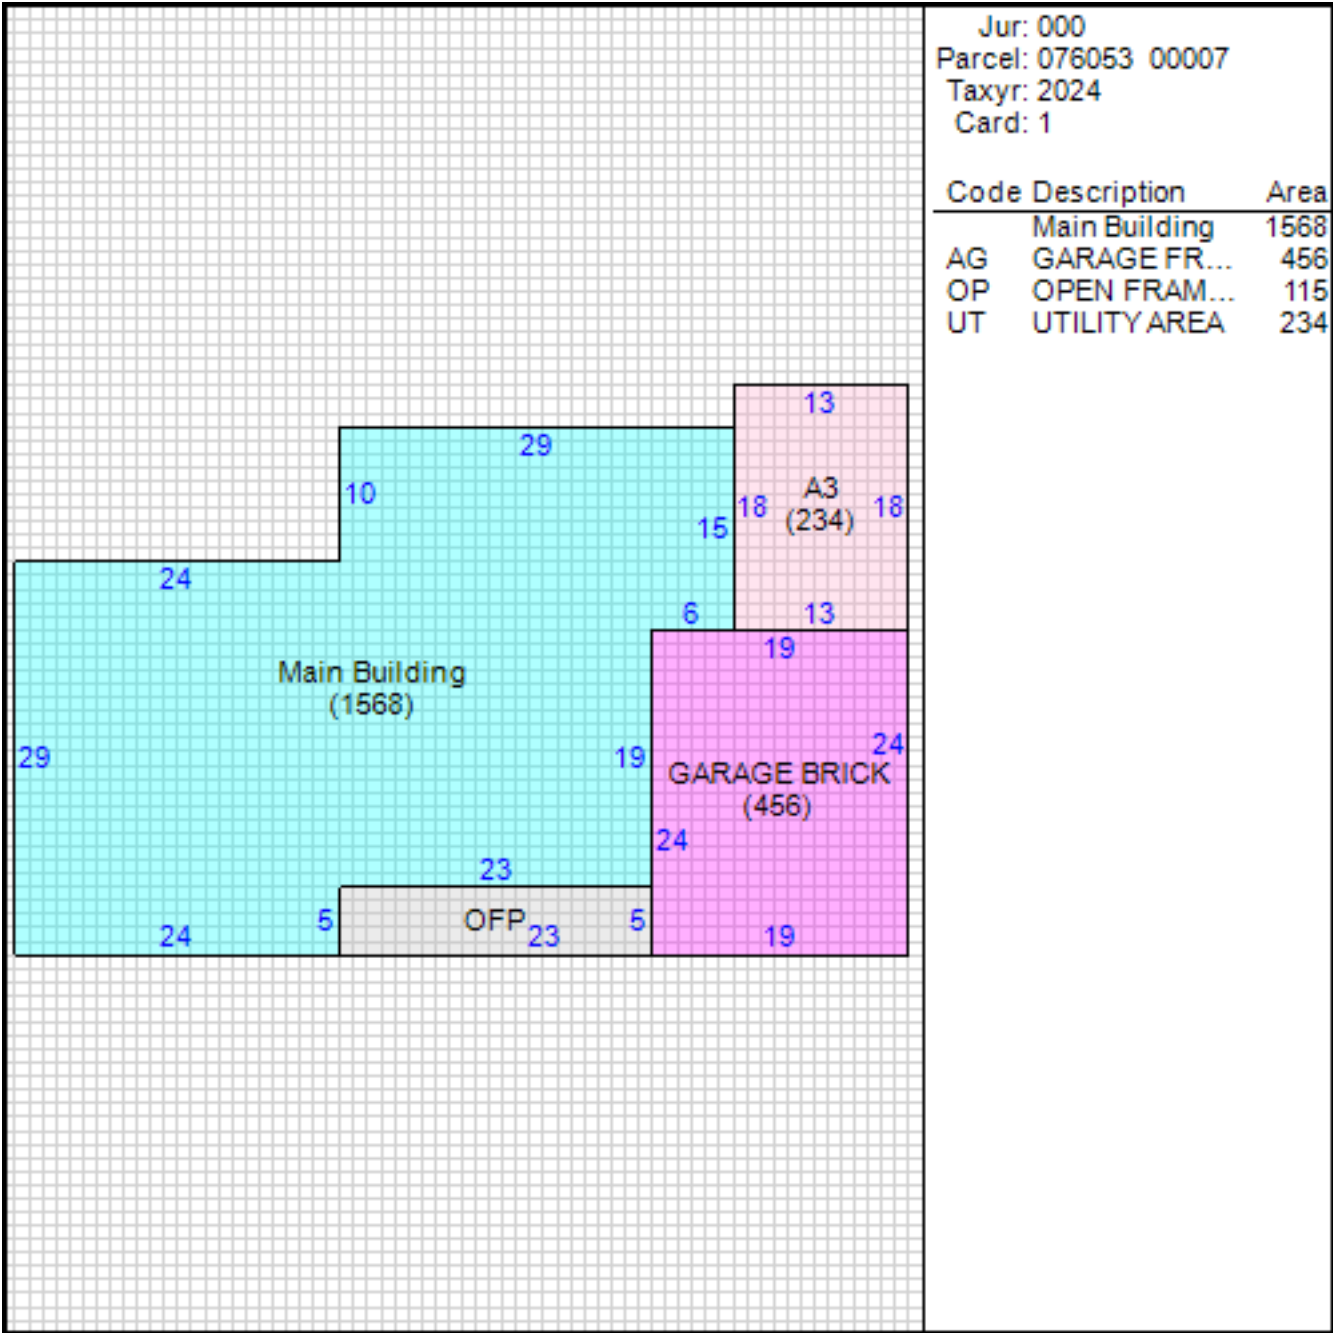 Jur: 000
Parcel: 076053 00007
Taxyr: 2024
Card: 1
Code Description Area
Main Building 1568
AG GARAGE FR... 456
OP OPEN FRAM... 115
UT UTILITY AREA 234
13
29
10
A3
18 18
(234)
15
24
6 13
19
Main Building
(1568)
29
19
24
GARAGE BRICK
(456)
24
23
5
OFP
5
24
23
19